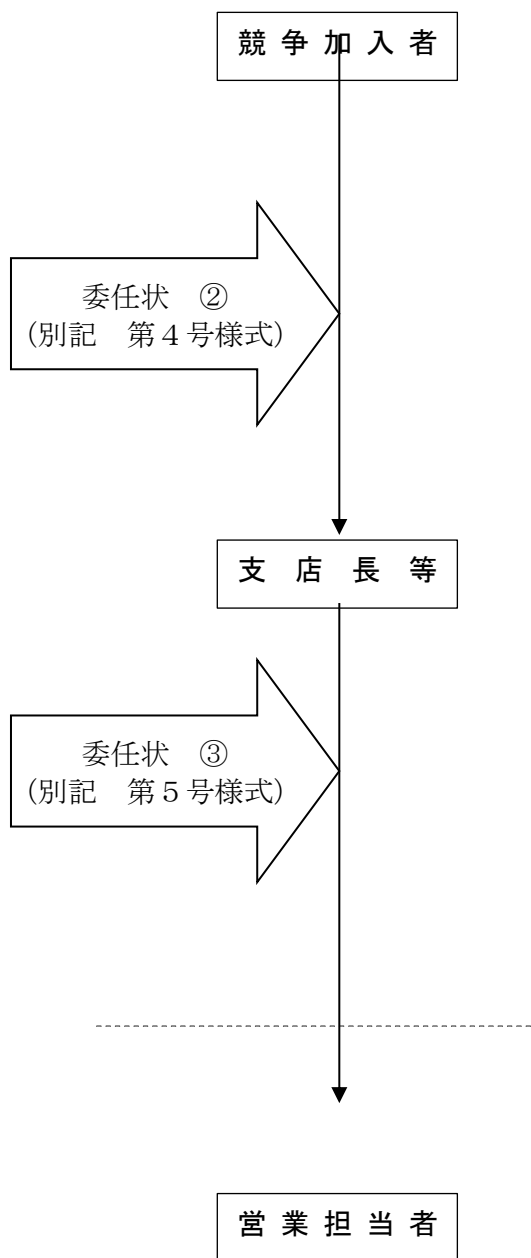 競争加入者
委任状　②
(別記　第４号様式)
支店長等
委任状　③
(別記　第５号様式)
営業担当者